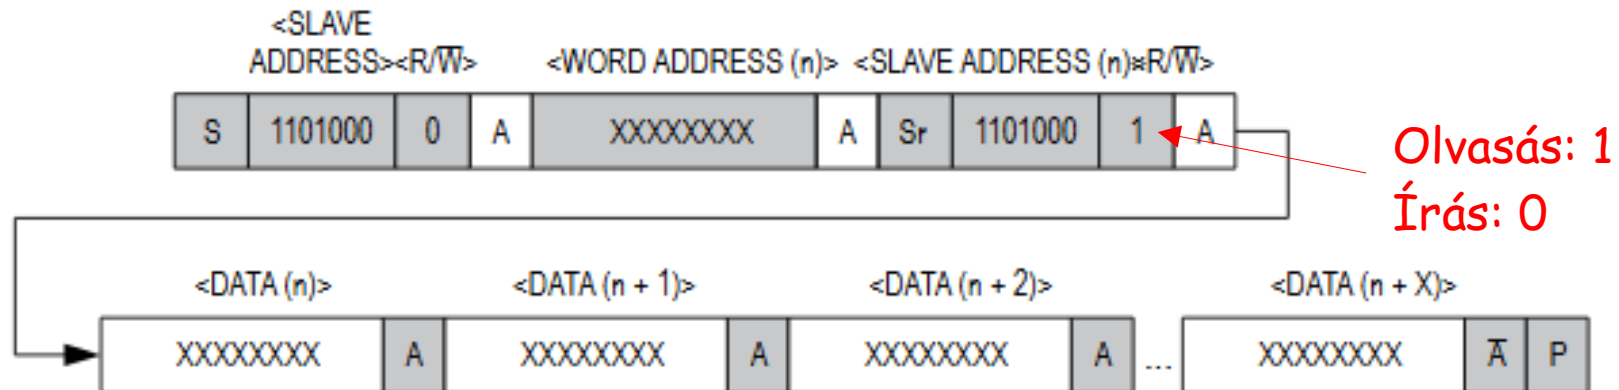 <SLAVE
ADDRESS><R/W̅> <WORD ADDRESS (n)> <SLAVE ADDRESS (n)><R/W̅>
S 1101000 0 A XXXXXXXX A Sr 1101000 1 A
Olvasás: 1
Írás: 0
<DATA (n)> <DATA (n + 1)> <DATA (n + 2)> <DATA (n + X)>
XXXXXXXX A XXXXXXXX A XXXXXXXX A ... XXXXXXXX A̅ P